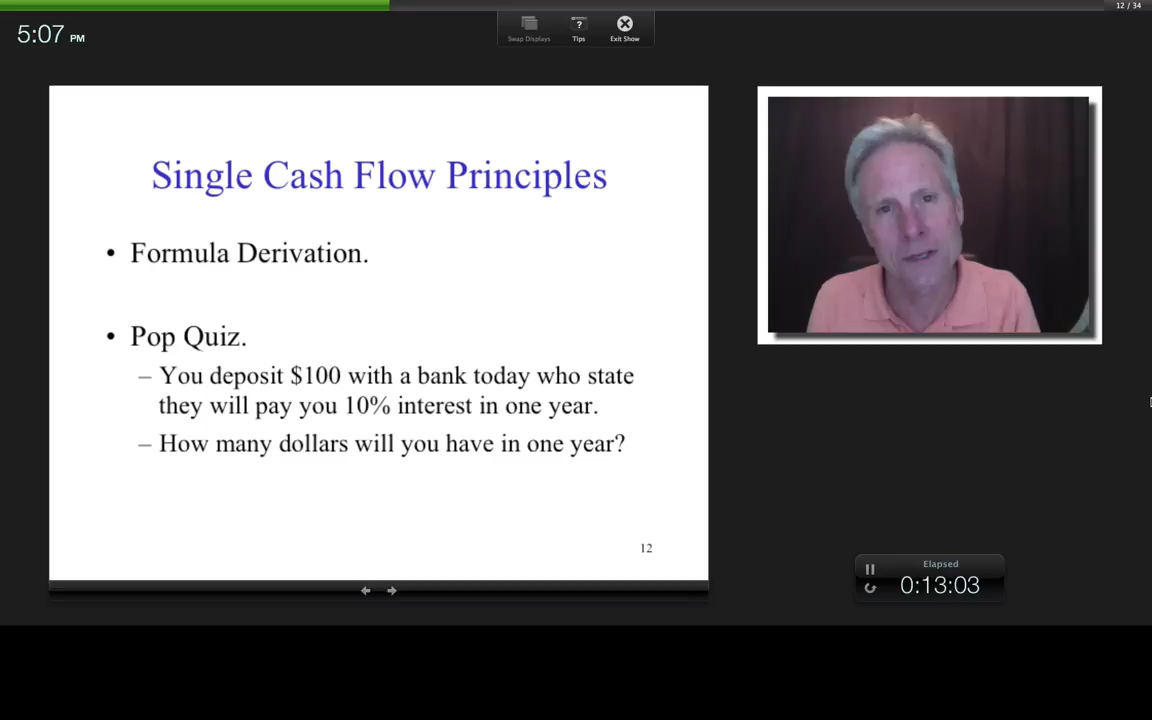 12 / 34
5:07 PM
Swap Displays
Tips
Exit Show
Single Cash Flow Principles
• Formula Derivation.
• Pop Quiz.
– You deposit $100 with a bank today who state
they will pay you 10% interest in one year.
– How many dollars will you have in one year?
12
Elapsed
0:13:03